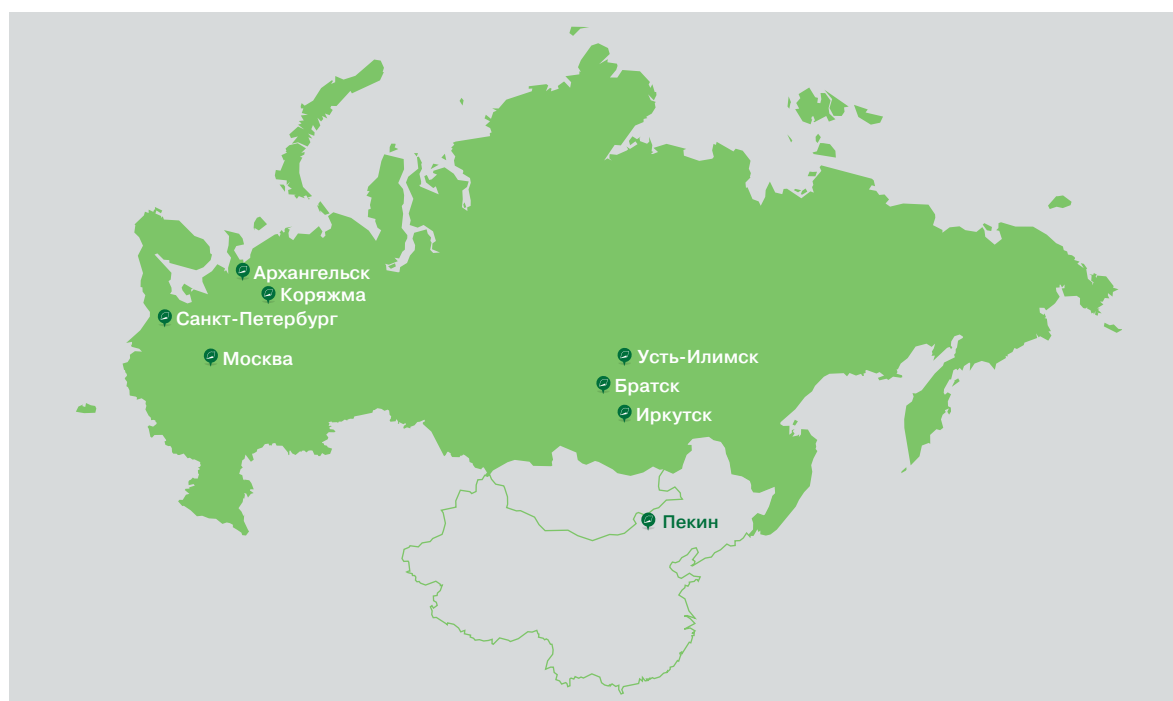 Архангельск
Коряжма
Санкт-Петербург
Москва
Усть-Илимск
Братск
Иркутск
Пекин